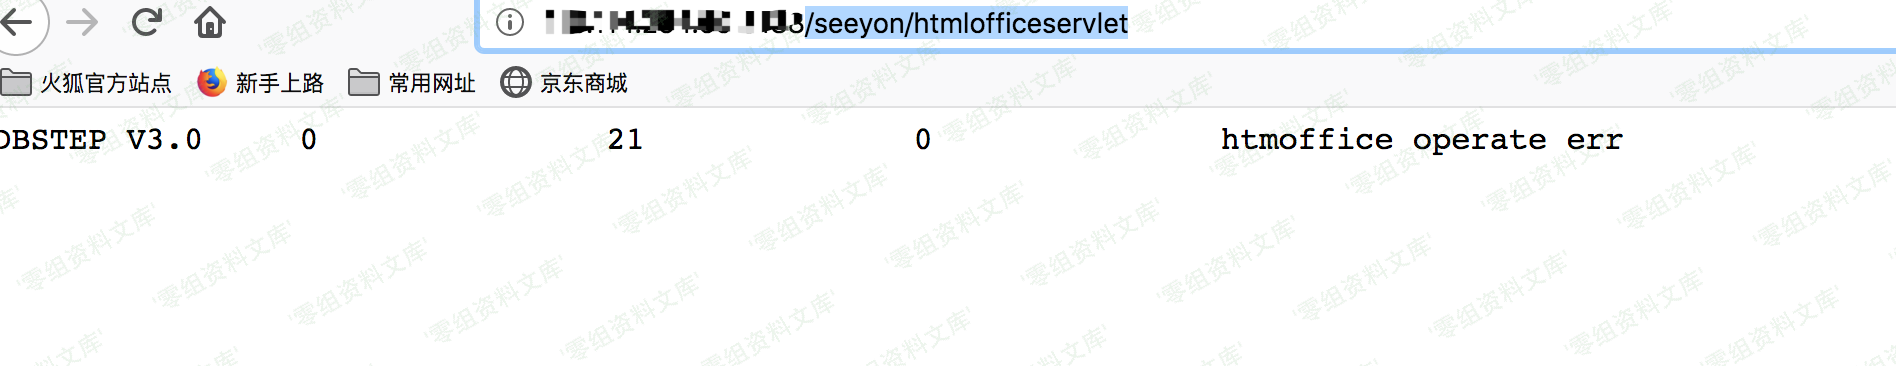 /seeyon/htmlofficeservlet
火狐官方站点 新手上路 常用网址 京东商城
DBSTEP V3.0 0 21 0 htmoffice operate err
'零组资料文库'